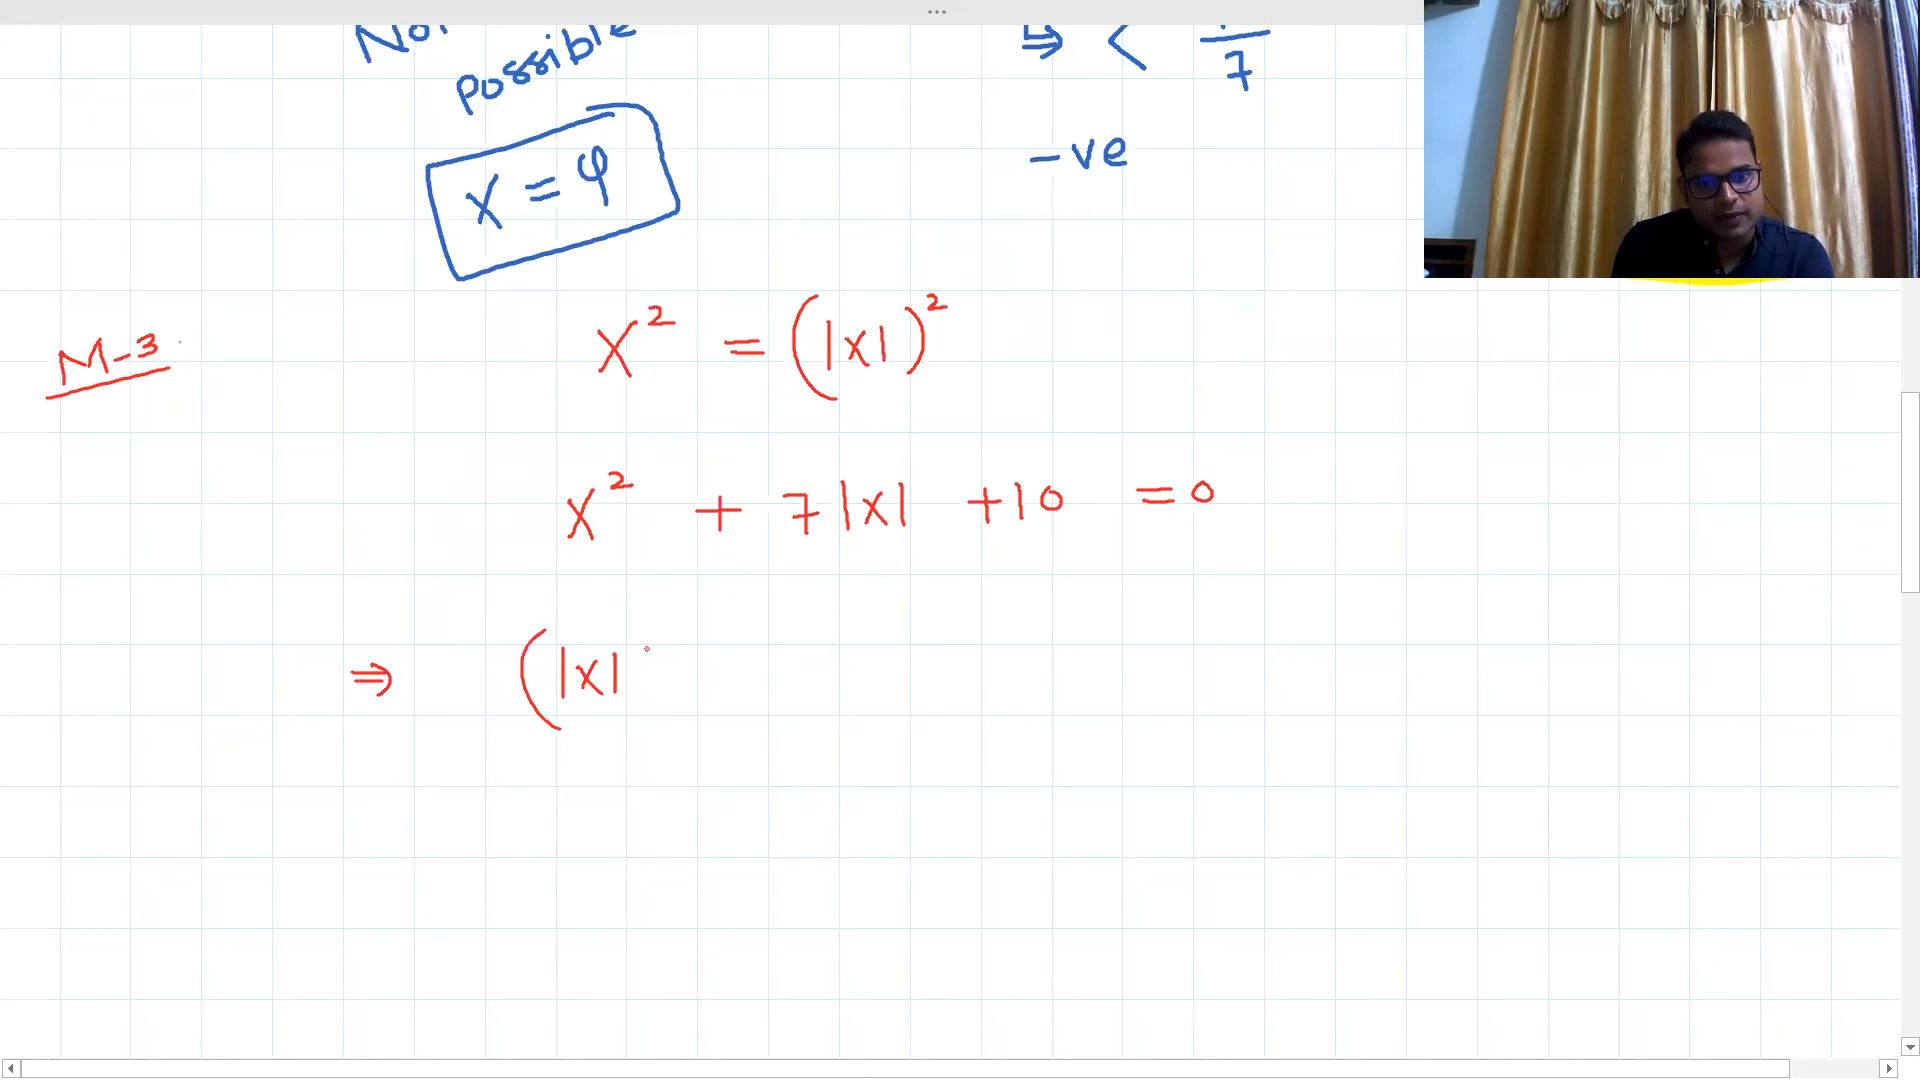 possible
⇒ < 7
-ve
x = φ
M-3
x² = (|x|)²
x² + 7|x| + 10 = 0
⇒ (|x|